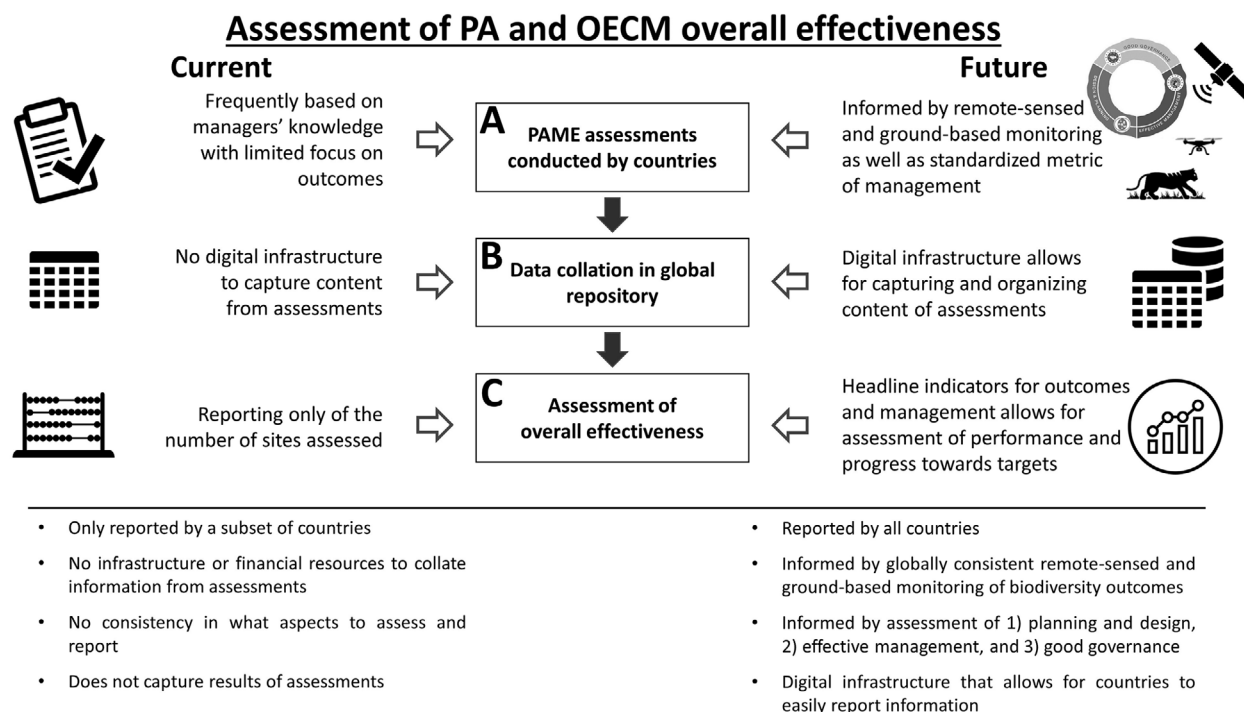 Assessment of PA and OECM overall effectiveness
Current
Future
Frequently based on
managers' knowledge
with limited focus on
outcomes
A
PAME assessments
conducted by countries
Informed by remote-sensed
and ground-based monitoring
as well as standardized metric
of management
GOOD GOVERNANCE
DESIGN & PLANNING
EFFECTIVE MANAGEMENT
No digital infrastructure
to capture content
from assessments
B
Data collation in global
repository
Digital infrastructure allows
for capturing and organizing
content of assessments
Reporting only of the
number of sites assessed
C
Assessment of
overall effectiveness
Headline indicators for outcomes
and management allows for
assessment of performance and
progress towards targets
• Only reported by a subset of countries
• No infrastructure or financial resources to collate
information from assessments
• No consistency in what aspects to assess and
report
• Does not capture results of assessments
• Reported by all countries
• Informed by globally consistent remote-sensed and
ground-based monitoring of biodiversity outcomes
• Informed by assessment of 1) planning and design,
2) effective management, and 3) good governance
• Digital infrastructure that allows for countries to
easily report information